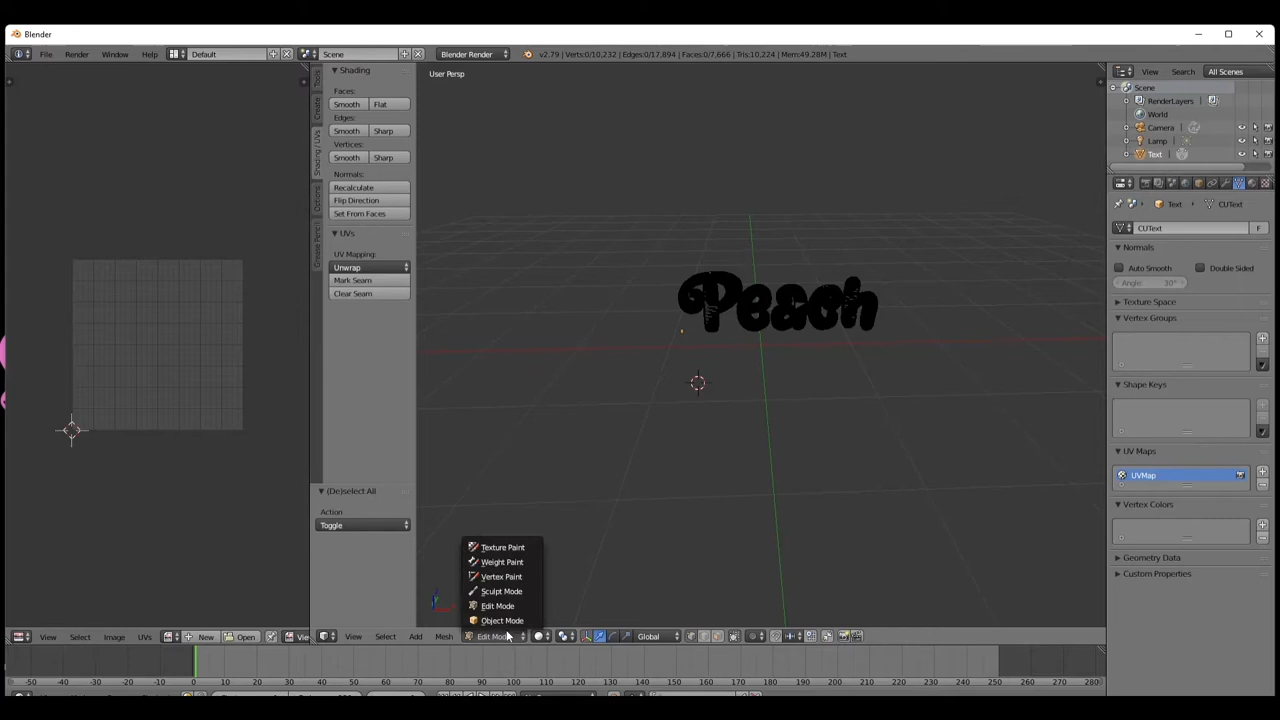 Blender
File Render Window Help Default Scene Blender Render v2.79 | Verts:0/10,232 | Edges:0/17,894 | Faces:0/7,666 | Tris:10,224 | Mem:49.28M | Text
View Search All Scenes
Shading
User Persp
Scene
Tools
Faces:
RenderLayers
Smooth Flat
Create
World
Edges:
Camera
Smooth Sharp
Lamp
Vertices:
Text
Smooth Sharp
Shading / UVs
Normals:
Recalculate
Flip Direction
Options
Text CUText
Set From Faces
CUText F
UVs
Grease Pencil
Normals
UV Mapping:
Auto Smooth Double Sided
Unwrap
Angle: 30°
Mark Seam
Texture Space
Clear Seam
Peach
Vertex Groups
Shape Keys
UV Maps
UVMap
(De)select All
Vertex Colors
Action
Toggle
Texture Paint
Geometry Data
Weight Paint
Custom Properties
Vertex Paint
Sculpt Mode
Edit Mode
Object Mode
View Select Image UVs New Open View Select Add Mesh Edit Mode Global
-50 -40 -30 -20 -10 0 10 20 30 40 50 60 70 80 90 100 110 120 130 140 150 160 170 180 190 200 210 220 230 240 250 260 270 280